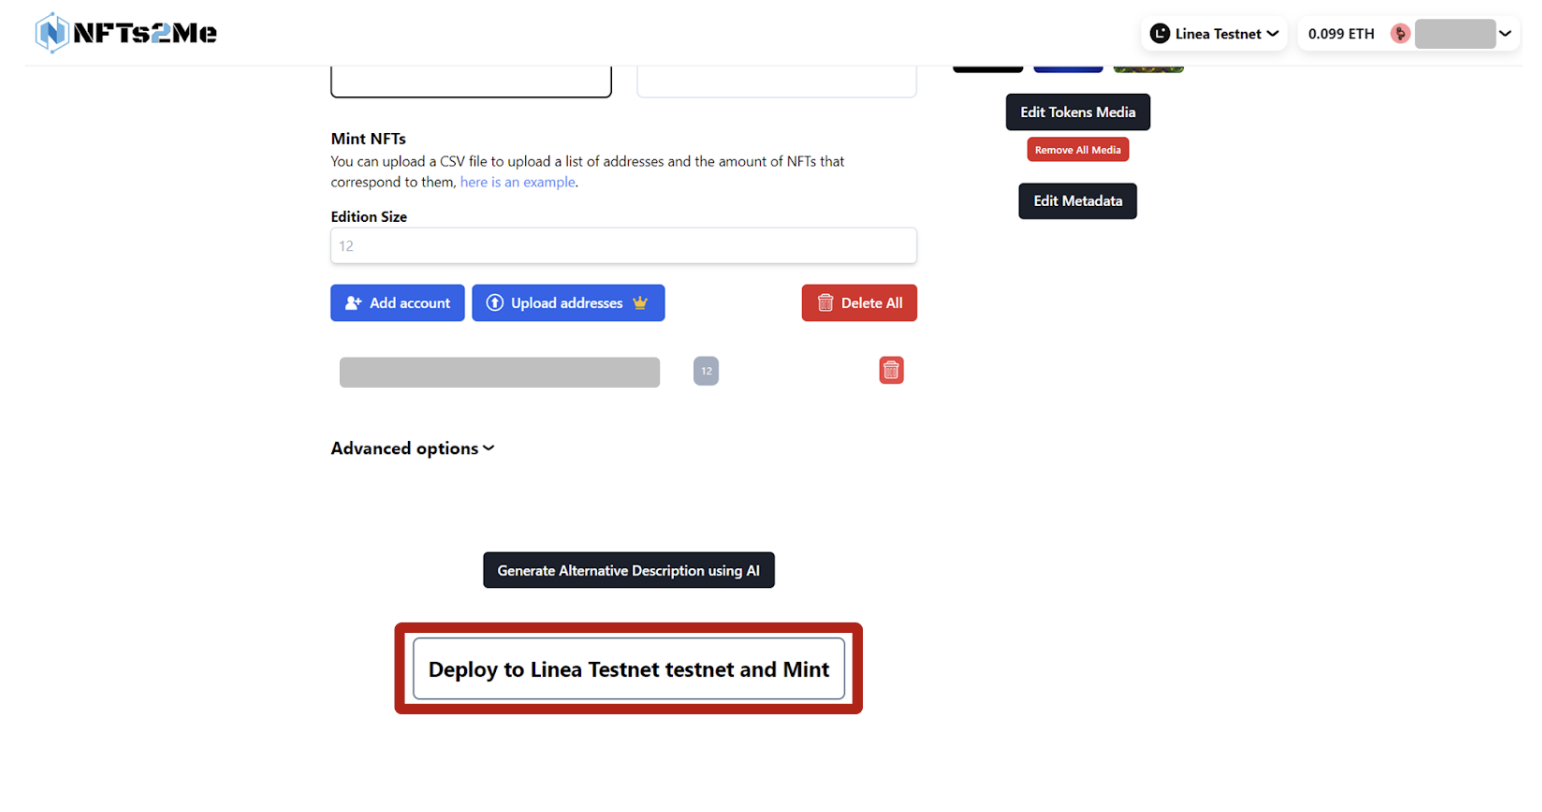 NFTs2Me
Linea Testnet
0.099 ETH
Edit Tokens Media
Remove All Media
Edit Metadata
Mint NFTs
You can upload a CSV file to upload a list of addresses and the amount of NFTs that
correspond to them, here is an example.
Edition Size
12
Add account
Upload addresses
Delete All
12
Advanced options
Generate Alternative Description using AI
Deploy to Linea Testnet testnet and Mint